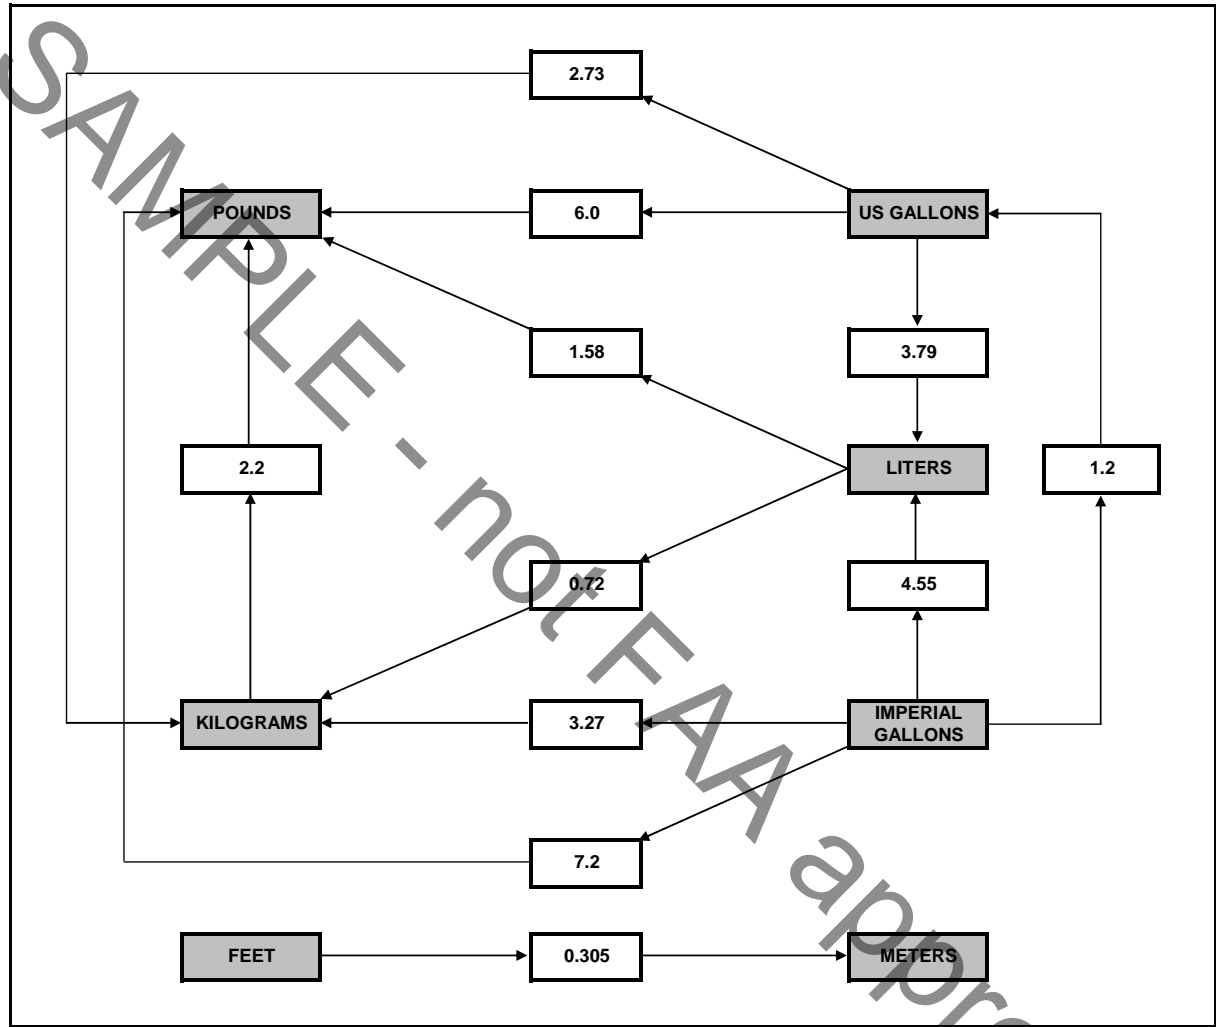 2.73
POUNDS
6.0
US GALLONS
1.58
3.79
2.2
LITERS
1.2
0.72
4.55
KILOGRAMS
3.27
IMPERIAL
GALLONS
7.2
FEET
0.305
METERS
SAMPLE - not FAA appro